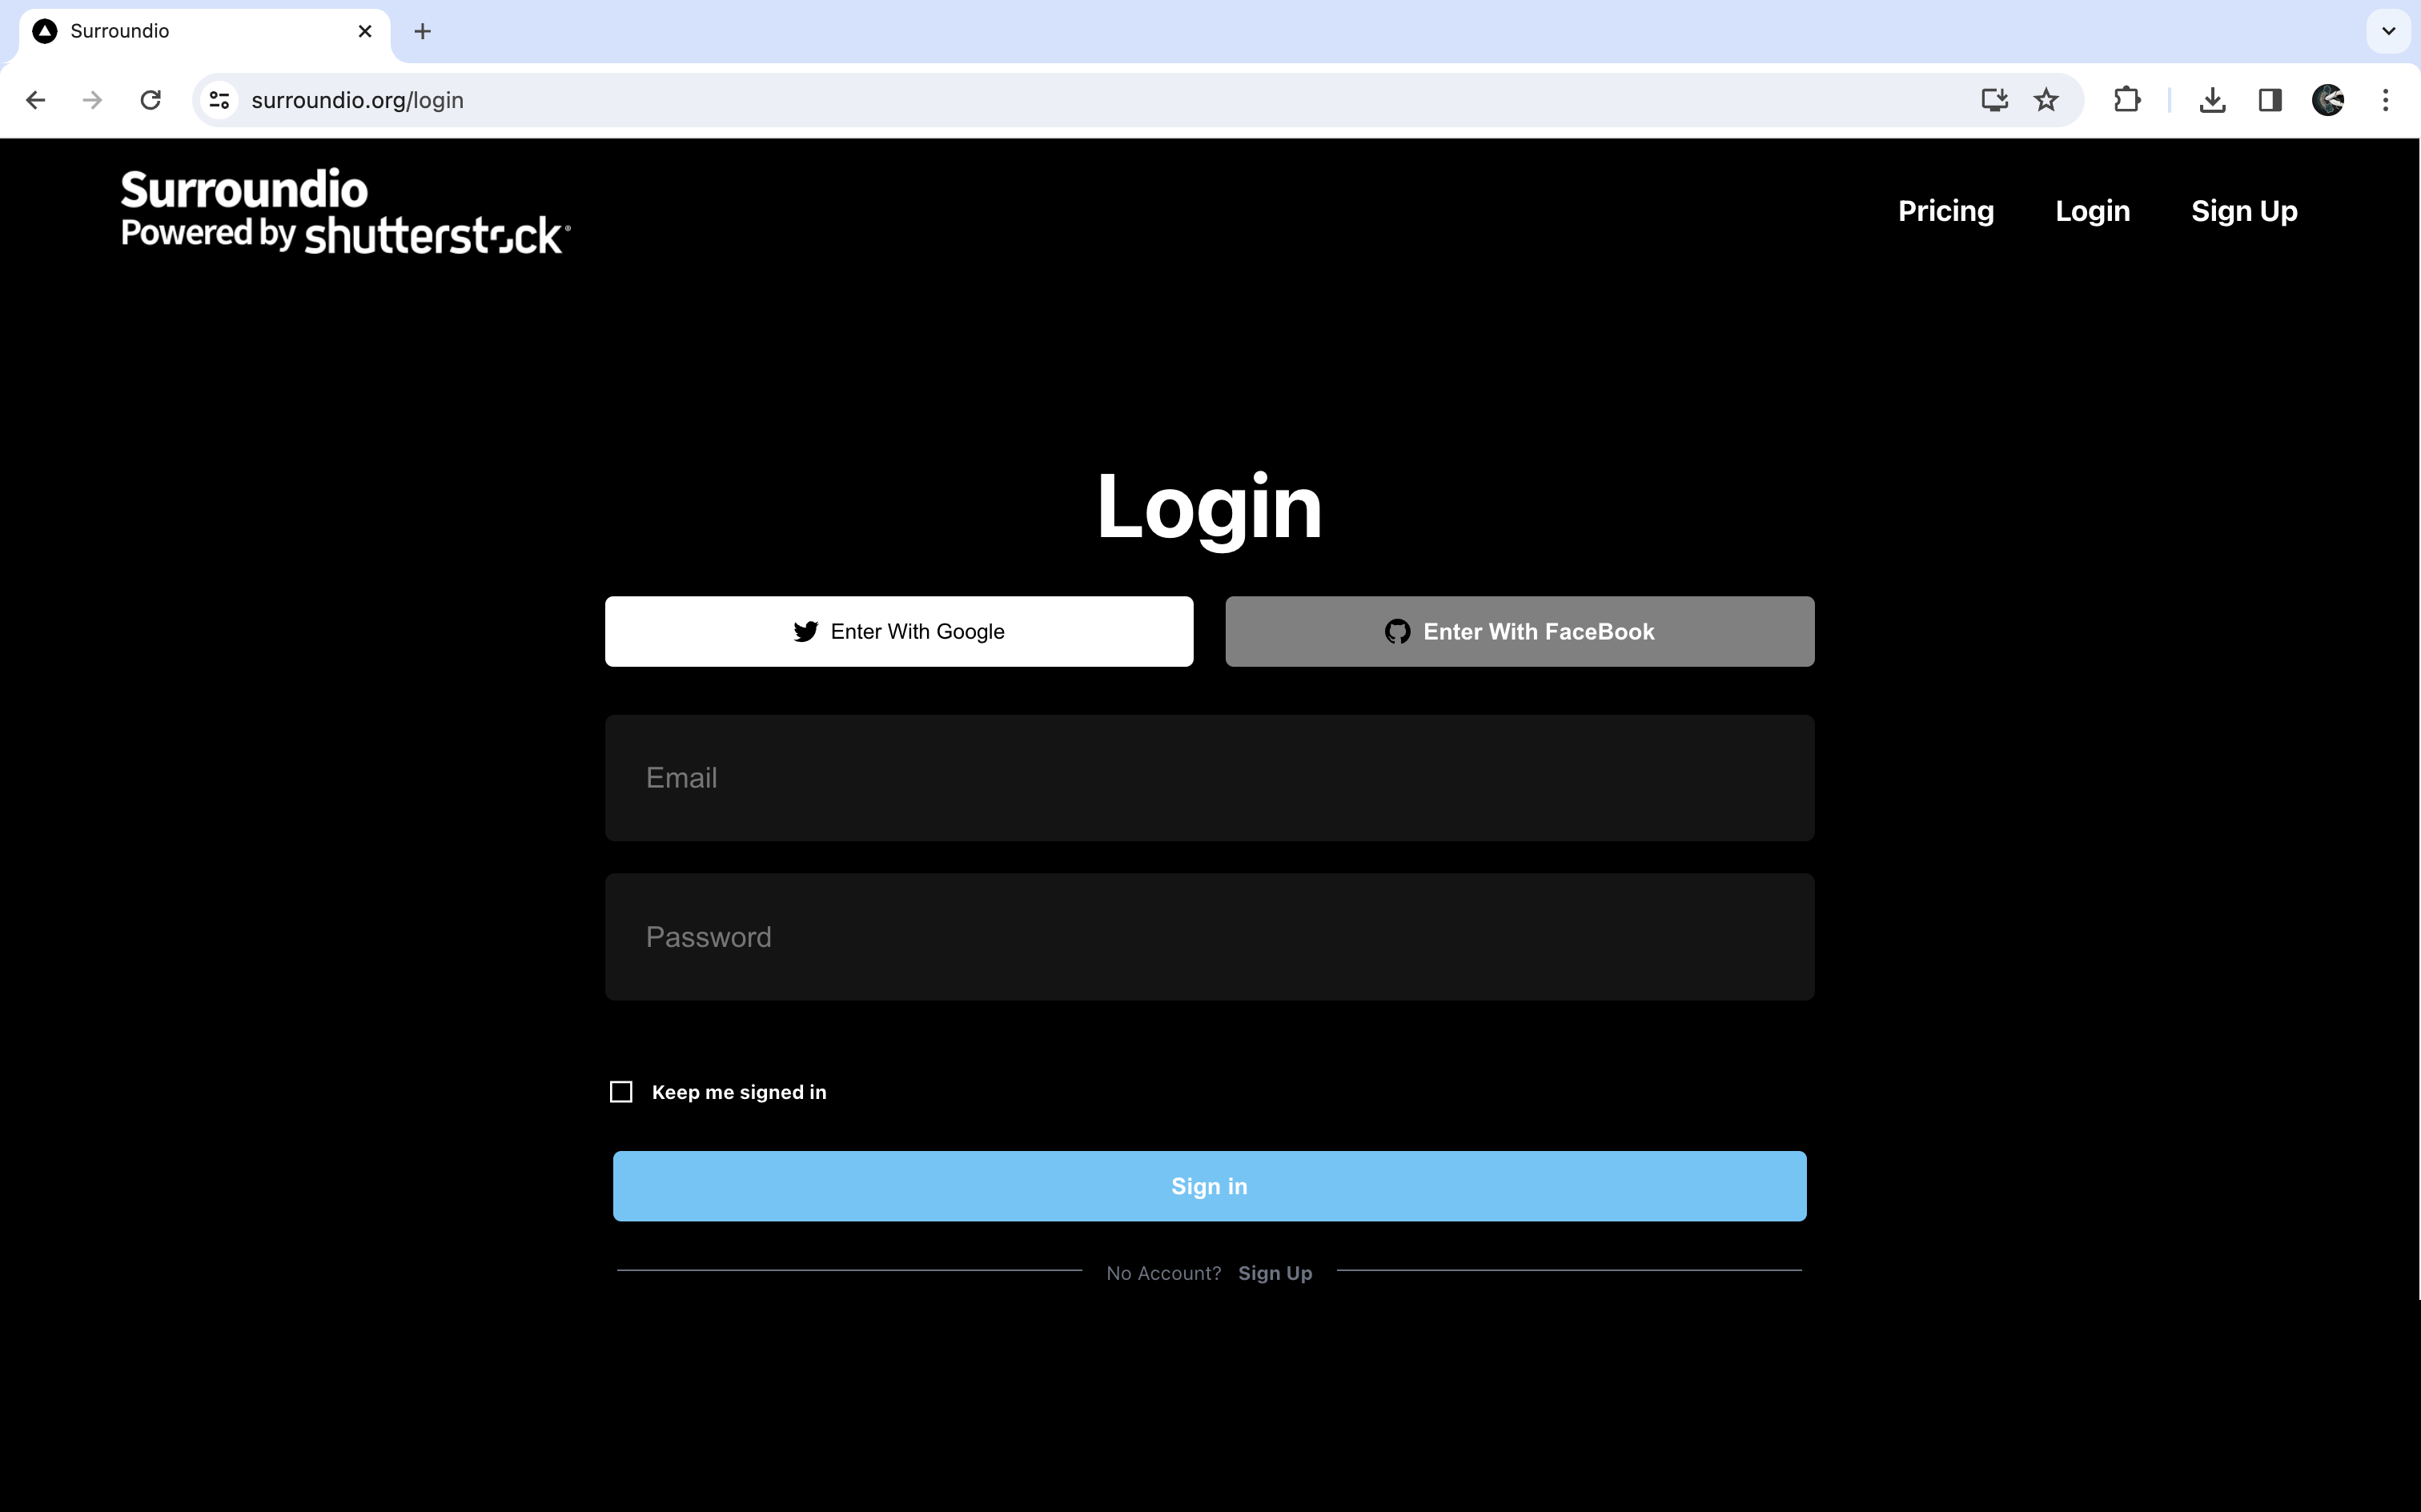 Surroundio
surroundio.org/login
Surroundio
Powered by shutterstock
Pricing
Login
Sign Up
Login
Enter With Google
Enter With FaceBook
Email
Password
Keep me signed in
Sign in
No Account? Sign Up